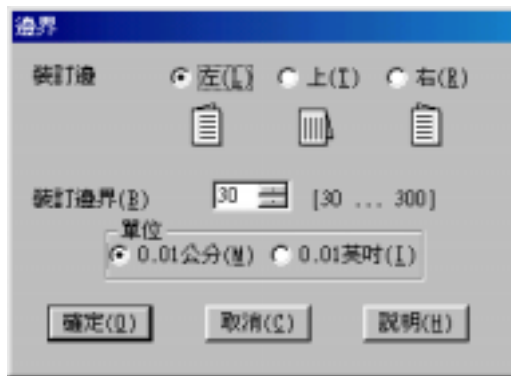 邊界
裝訂邊 左(L) 上(T) 右(R)
裝訂邊界(B) 30 [30 ... 300]
單位
0.01公分(M) 0.01英吋(I)
確定(O) 取消(C) 說明(H)